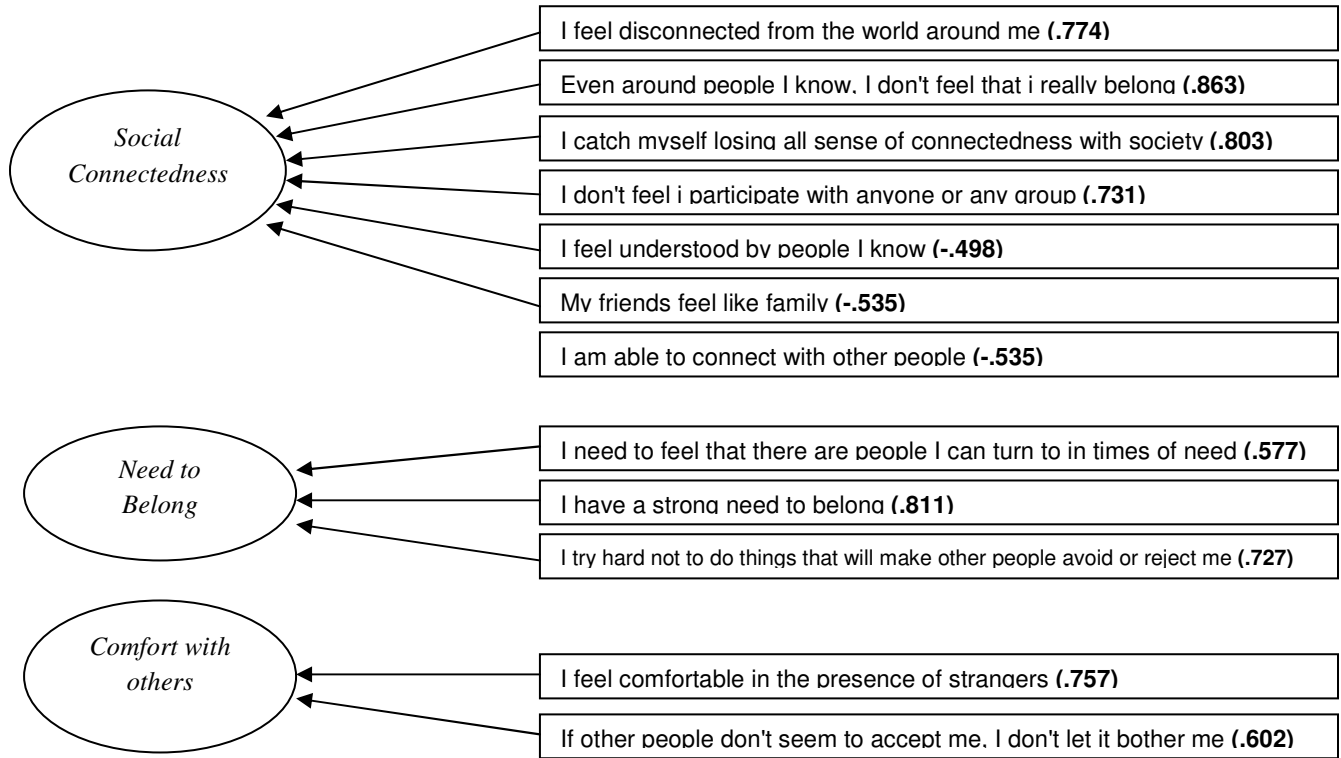 I feel disconnected from the world around me (.774)
Even around people I know, I don't feel that i really belong (.863)
Social
Connectedness
I catch myself losing all sense of connectedness with society (.803)
I don't feel i participate with anyone or any group (.731)
I feel understood by people I know (-.498)
My friends feel like family (-.535)
I am able to connect with other people (-.535)
Need to
Belong
I need to feel that there are people I can turn to in times of need (.577)
I have a strong need to belong (.811)
I try hard not to do things that will make other people avoid or reject me (.727)
Comfort with
others
I feel comfortable in the presence of strangers (.757)
If other people don't seem to accept me, I don't let it bother me (.602)